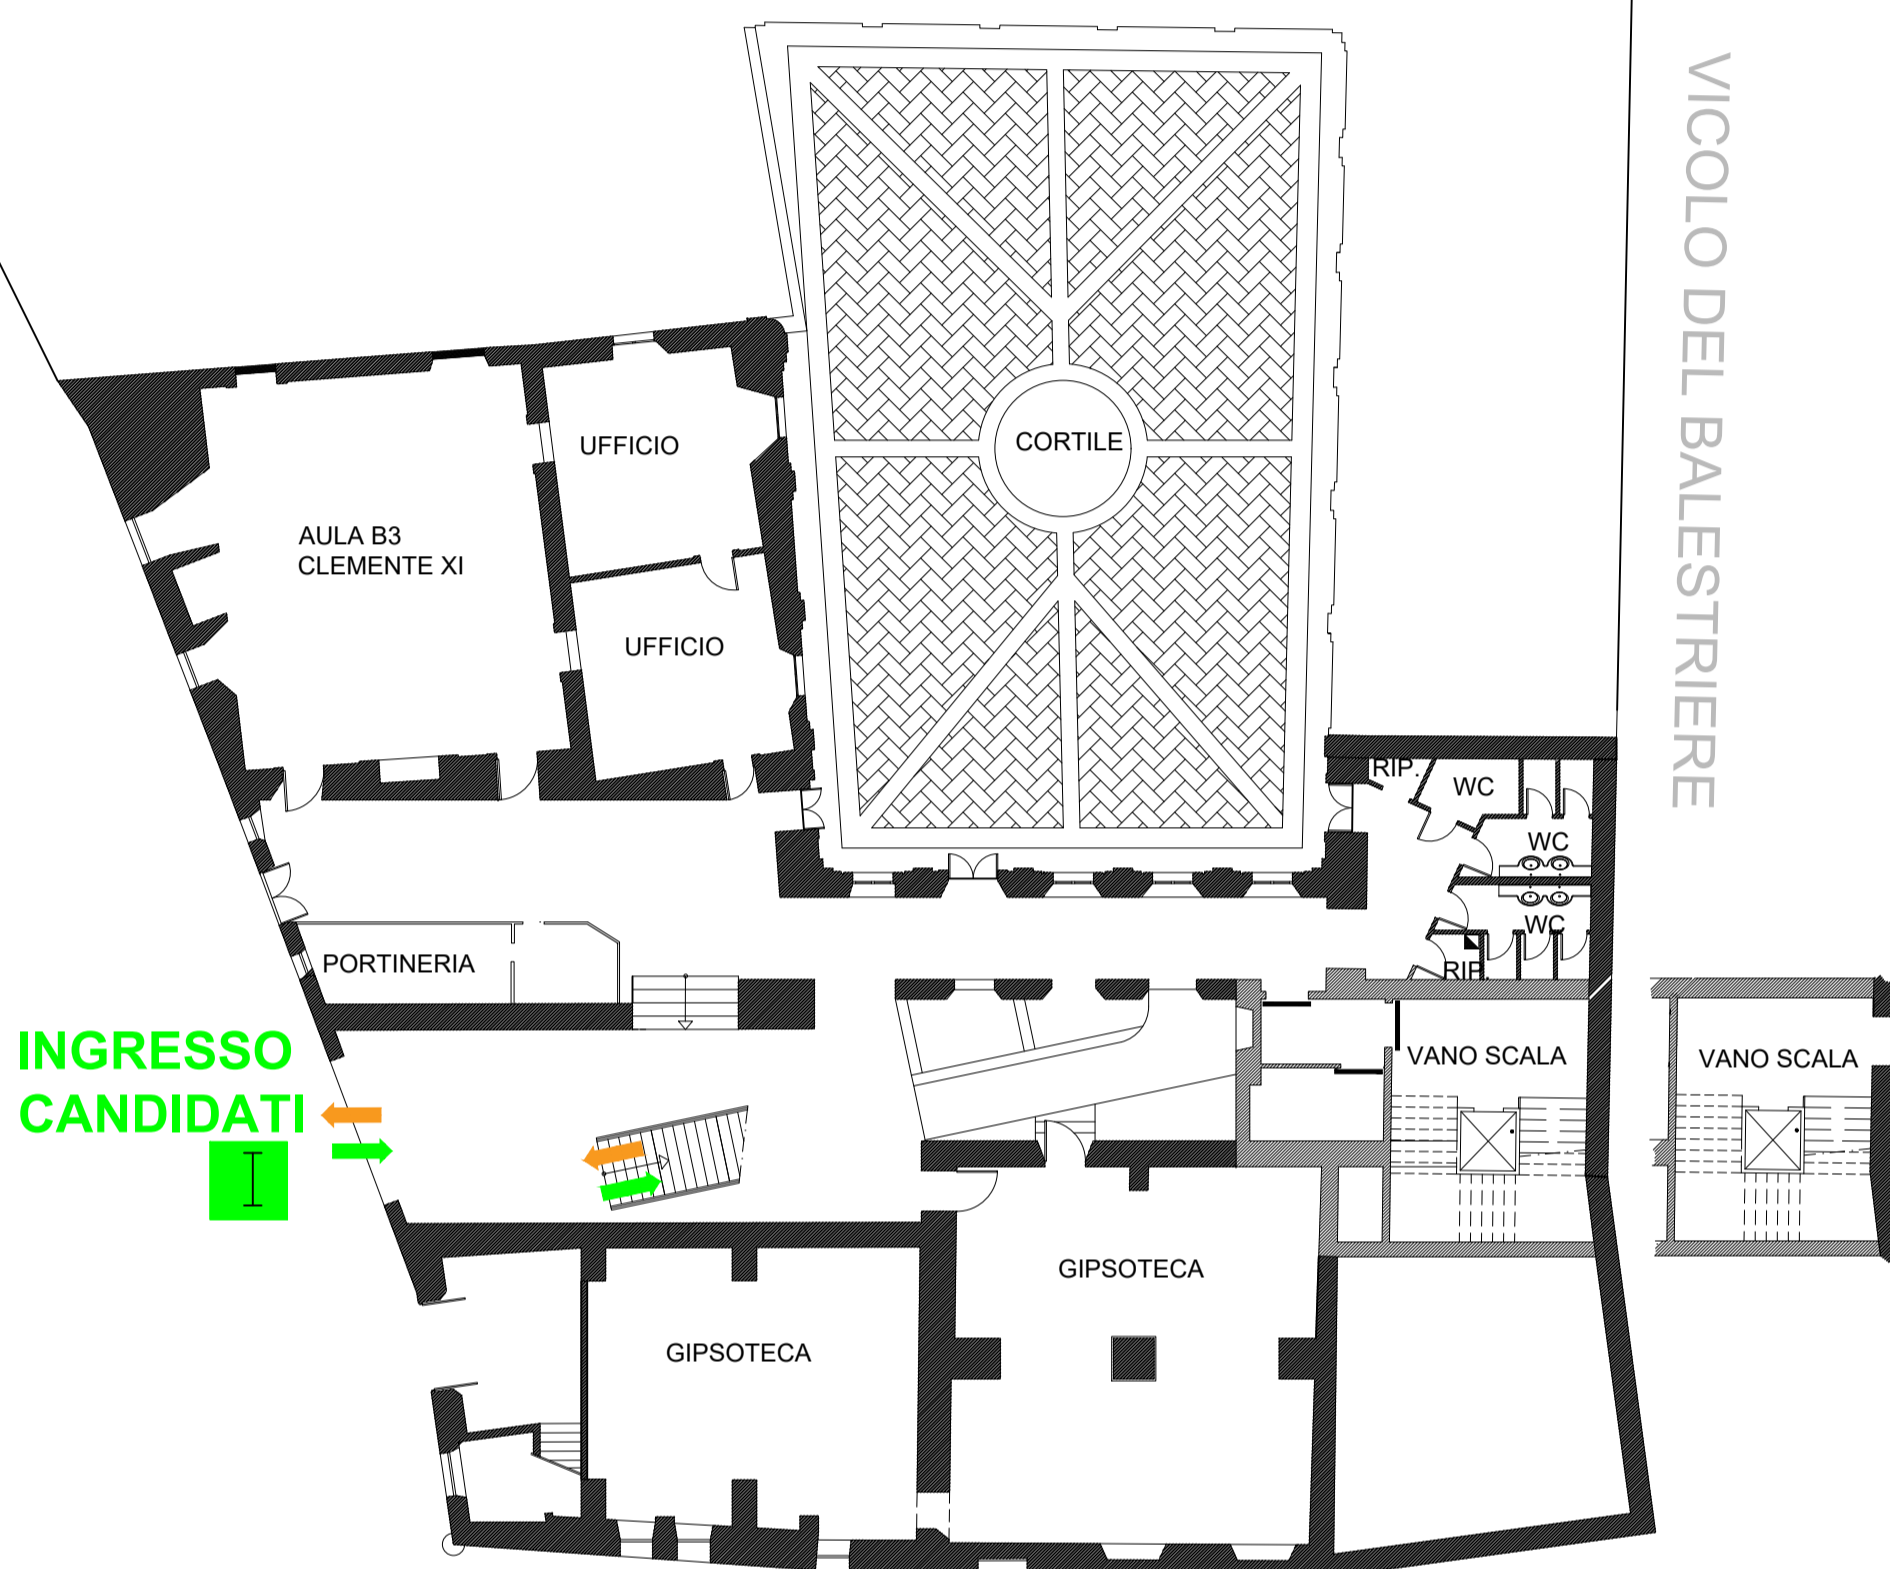 VICOLO DEL BALESTRIERE
UFFICIO
CORTILE
AULA B3
CLEMENTE XI
UFFICIO
RIP.
WC
WC
WC
PORTINERIA
RIP.
INGRESSO
CANDIDATI
I
VANO SCALA
VANO SCALA
GIPSOTECA
GIPSOTECA